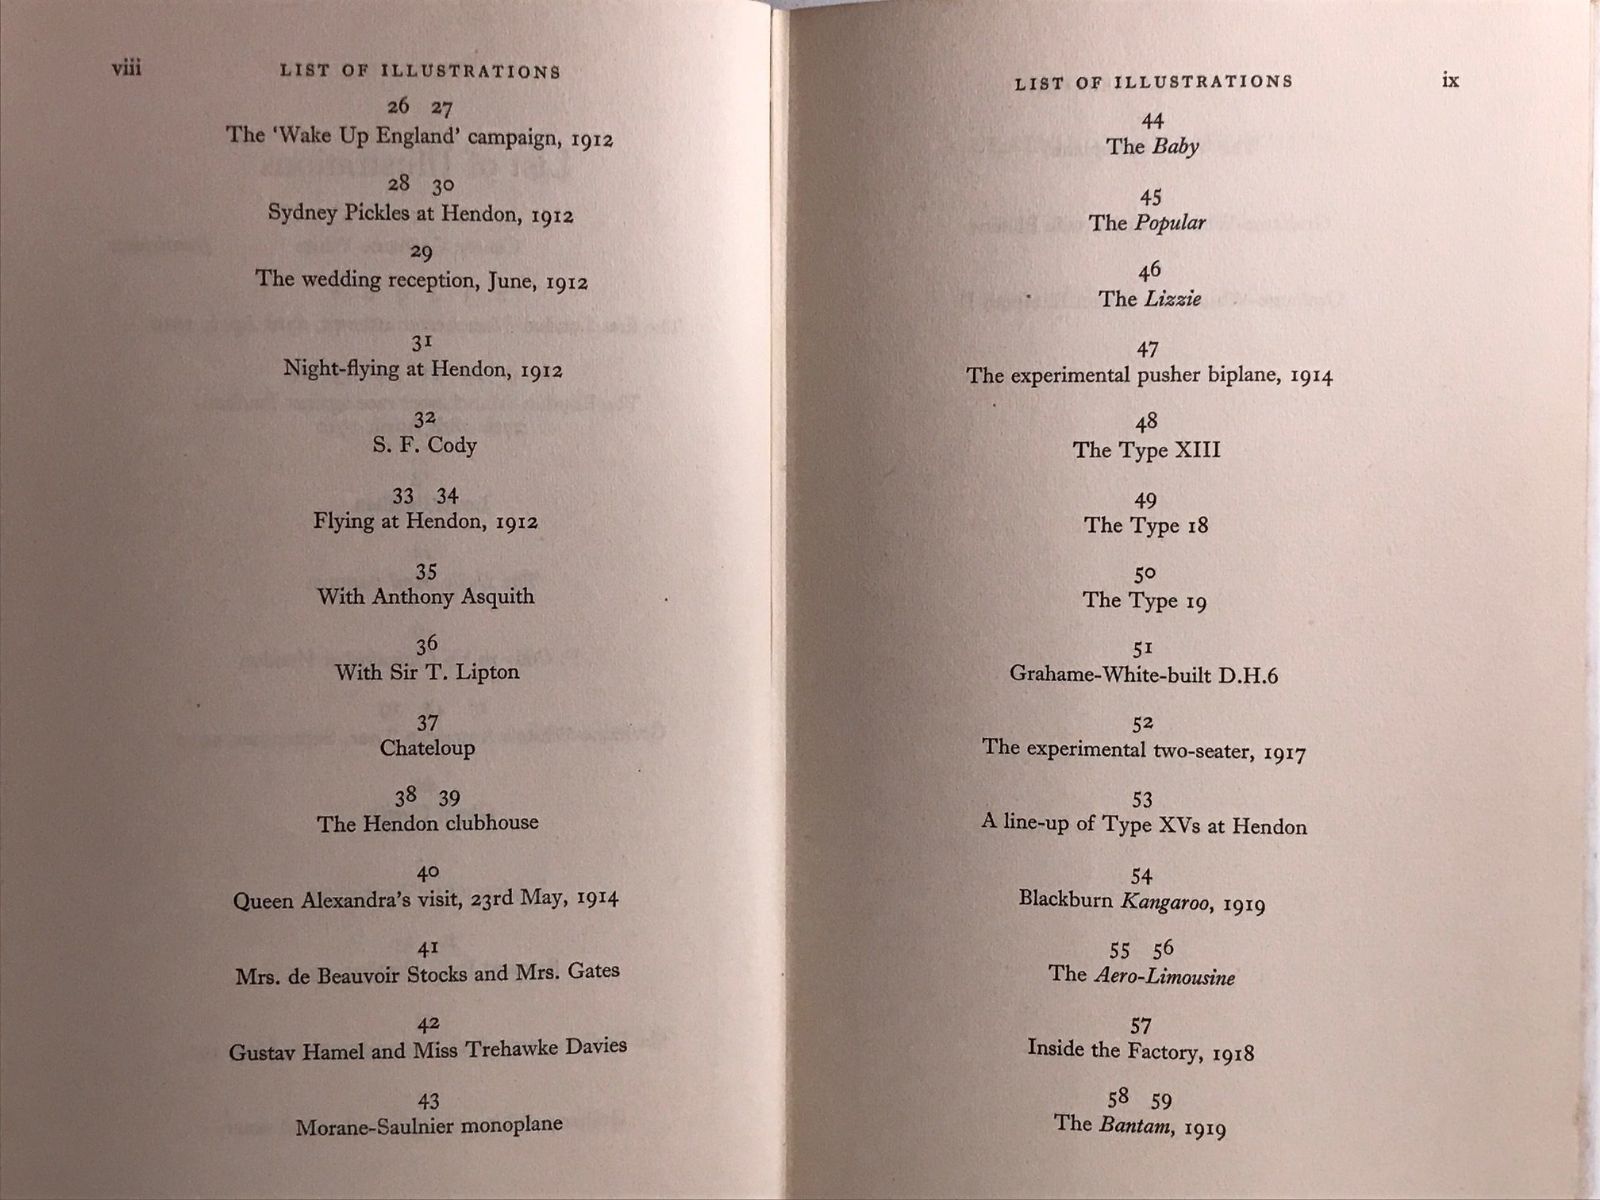 viii
LIST OF ILLUSTRATIONS
26 27
The ‘Wake Up England’ campaign, 1912
28 30
Sydney Pickles at Hendon, 1912
29
The wedding reception, June, 1912
31
Night-flying at Hendon, 1912
32
S. F. Cody
33 34
Flying at Hendon, 1912
35
With Anthony Asquith
36
With Sir T. Lipton
37
Chateloup
38 39
The Hendon clubhouse
40
Queen Alexandra’s visit, 23rd May, 1914
41
Mrs. de Beauvoir Stocks and Mrs. Gates
42
Gustav Hamel and Miss Trehawke Davies
43
Morane-Saulnier monoplane
LIST OF ILLUSTRATIONS
ix
44
The Baby
45
The Popular
46
The Lizzie
47
The experimental pusher biplane, 1914
48
The Type XIII
49
The Type 18
50
The Type 19
51
Grahame-White-built D.H.6
52
The experimental two-seater, 1917
53
A line-up of Type XVs at Hendon
54
Blackburn Kangaroo, 1919
55 56
The Aero-Limousine
57
Inside the Factory, 1918
58 59
The Bantam, 1919